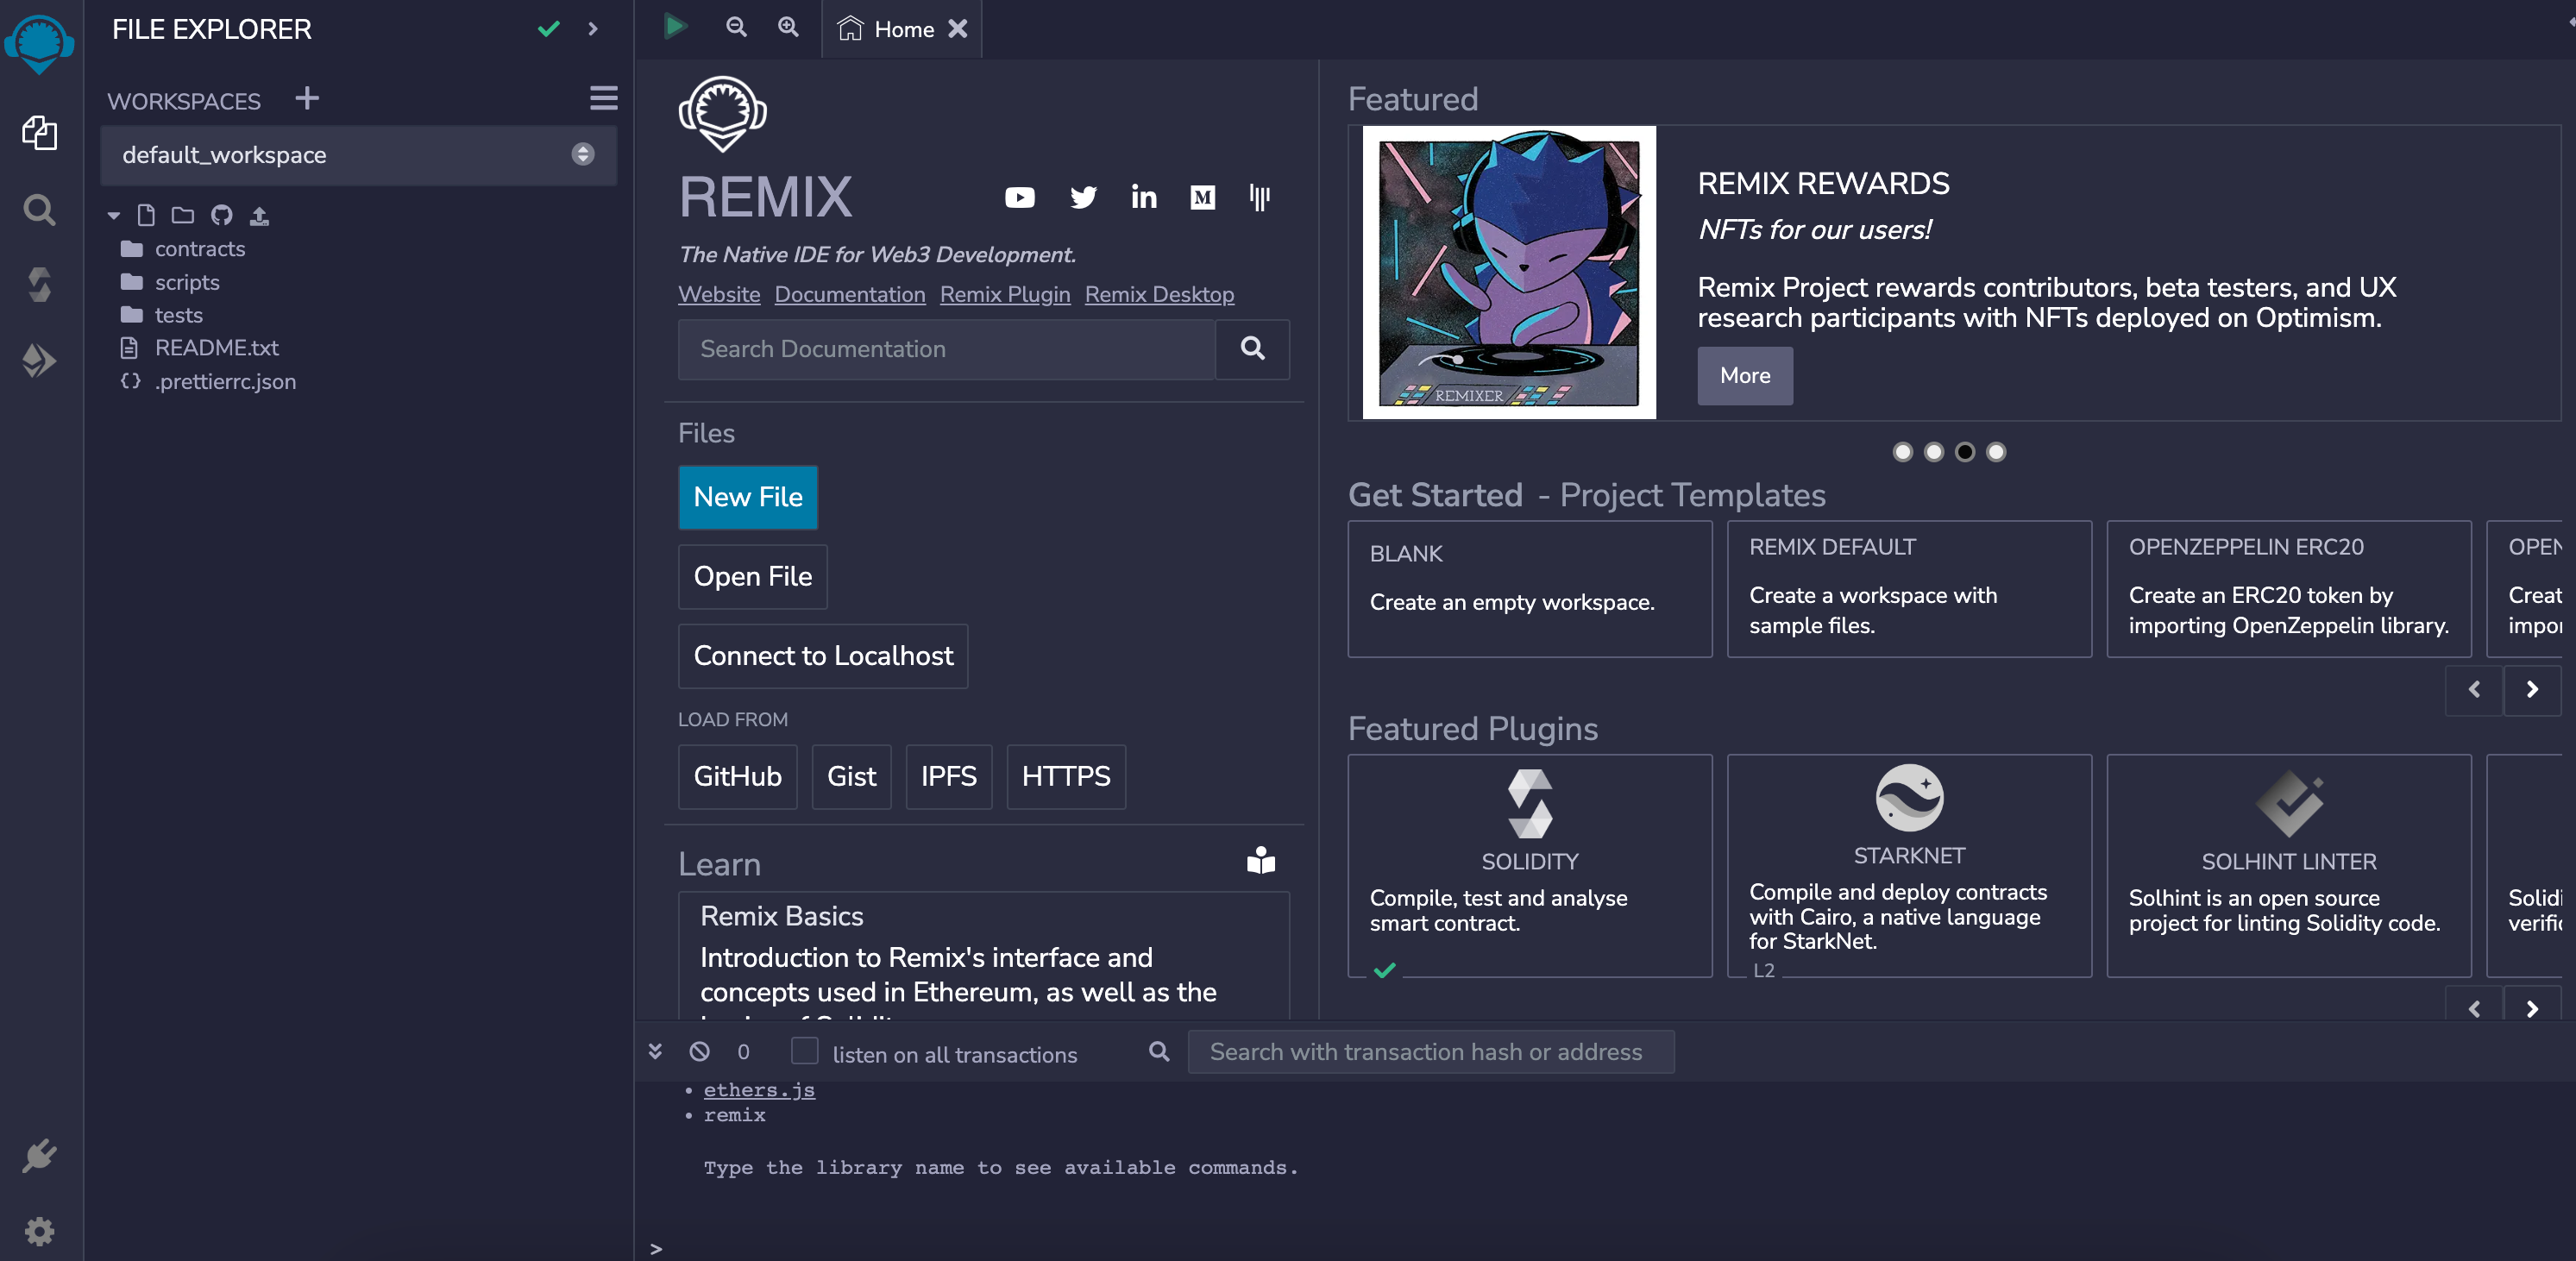 FILE EXPLORER
WORKSPACES
default_workspace
contracts
scripts
tests
README.txt
.prettierrc.json
Home
REMIX
The Native IDE for Web3 Development.
Website Documentation Remix Plugin Remix Desktop
Search Documentation
Files
New File
Open File
Connect to Localhost
LOAD FROM
GitHub Gist IPFS HTTPS
Learn
Remix Basics
Introduction to Remix's interface and
concepts used in Ethereum, as well as the
Featured
REMIXER
REMIX REWARDS
NFTs for our users!
Remix Project rewards contributors, beta testers, and UX
research participants with NFTs deployed on Optimism.
More
Get Started - Project Templates
BLANK
Create an empty workspace.
REMIX DEFAULT
Create a workspace with
sample files.
OPENZEPPELIN ERC20
Create an ERC20 token by
importing OpenZeppelin library.
Featured Plugins
SOLIDITY
Compile, test and analyse
smart contract.
STARKNET
Compile and deploy contracts
with Cairo, a native language
for StarkNet.
L2
SOLHINT LINTER
Solhint is an open source
project for linting Solidity code.
0 listen on all transactions
Search with transaction hash or address
• ethers.js
• remix
Type the library name to see available commands.
>